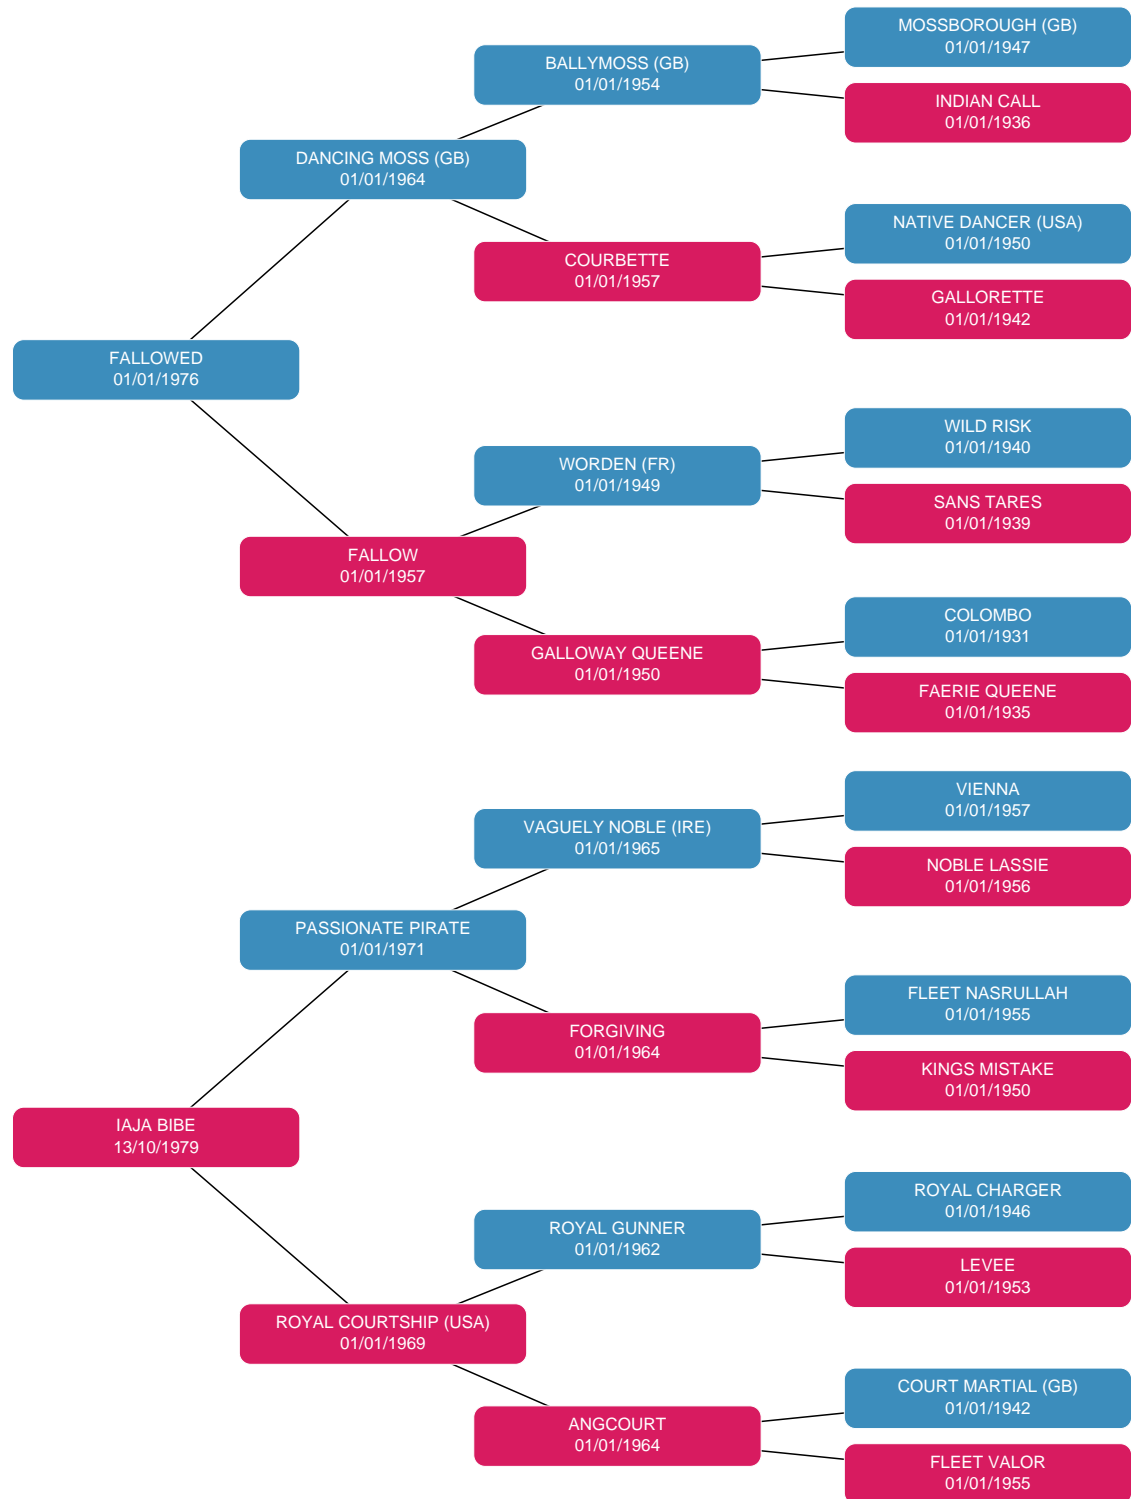 MOSSBOROUGH (GB)
01/01/1947
BALLYMOSS (GB)
01/01/1954
INDIAN CALL
01/01/1936
DANCING MOSS (GB)
01/01/1964
NATIVE DANCER (USA)
01/01/1950
COURBETTE
01/01/1957
GALLORETTE
01/01/1942
FALLOWED
01/01/1976
WILD RISK
01/01/1940
WORDEN (FR)
01/01/1949
SANS TARES
01/01/1939
FALLOW
01/01/1957
COLOMBO
01/01/1931
GALLOWAY QUEENE
01/01/1950
FAERIE QUEENE
01/01/1935
VIENNA
01/01/1957
VAGUELY NOBLE (IRE)
01/01/1965
NOBLE LASSIE
01/01/1956
PASSIONATE PIRATE
01/01/1971
FLEET NASRULLAH
01/01/1955
FORGIVING
01/01/1964
KINGS MISTAKE
01/01/1950
IAJA BIBE
13/10/1979
ROYAL CHARGER
01/01/1946
ROYAL GUNNER
01/01/1962
LEVEE
01/01/1953
ROYAL COURTSHIP (USA)
01/01/1969
COURT MARTIAL (GB)
01/01/1942
ANGCOURT
01/01/1964
FLEET VALOR
01/01/1955